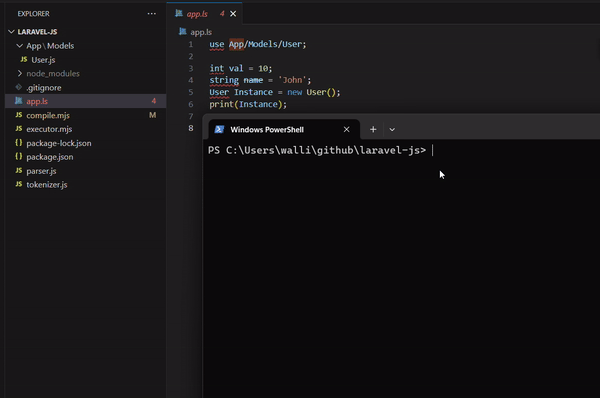 EXPLORER
LARAVEL-JS
App\Models
JS User.js
node_modules
.gitignore
app.ls 4
JS compile.mjs M
JS executor.mjs
{} package-lock.json
{} package.json
JS parser.js
JS tokenizer.js
app.ls 4
app.ls
1 use App/Models/User;
2
3 int val = 10;
4 string name = 'John';
5 User Instance = new User();
6 print(Instance);
7
8
Windows PowerShell
PS C:\Users\walli\github\laravel-js>